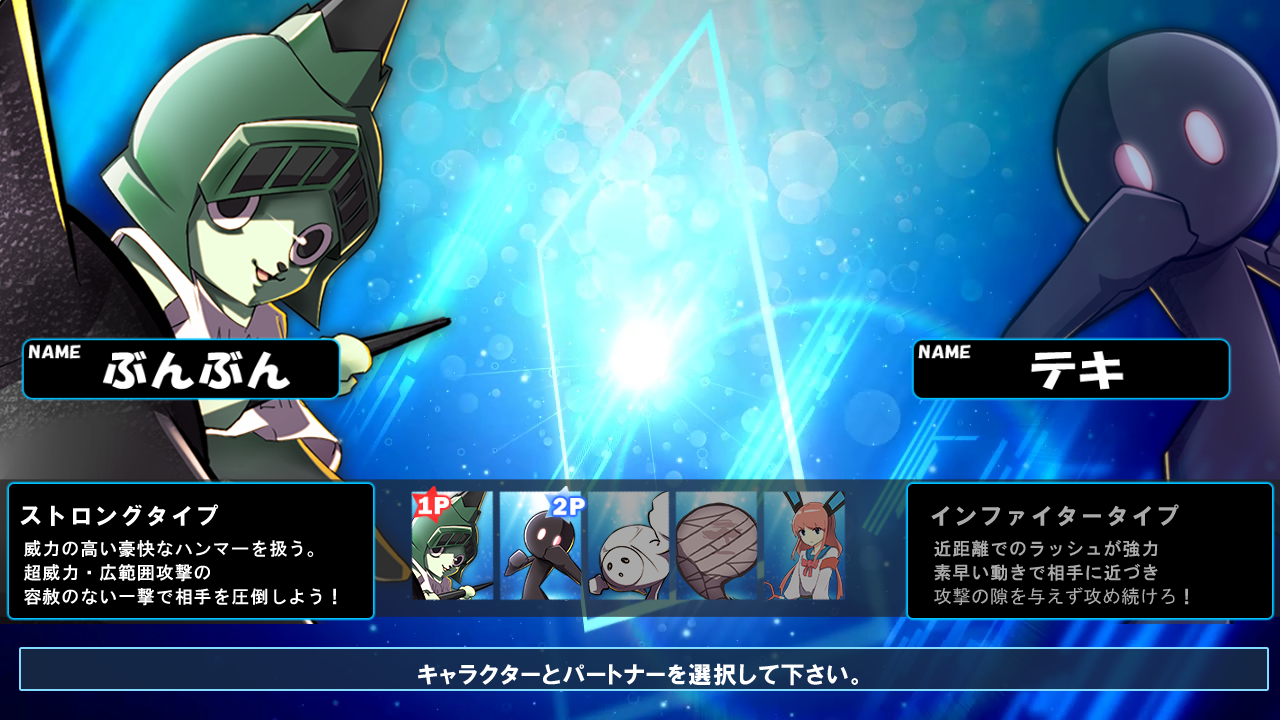 NAME
ぶんぶん
NAME
テキ
ストロングタイプ
威力の高い豪快なハンマーを扱う。
超威力・広範囲攻撃の
容赦のない一撃で相手を圧倒しよう！
1P
2P
インファイタータイプ
近距離でのラッシュが強力
素早い動きで相手に近づき
攻撃の隙を与えず攻め続けろ！
キャラクターとパートナーを選択して下さい。